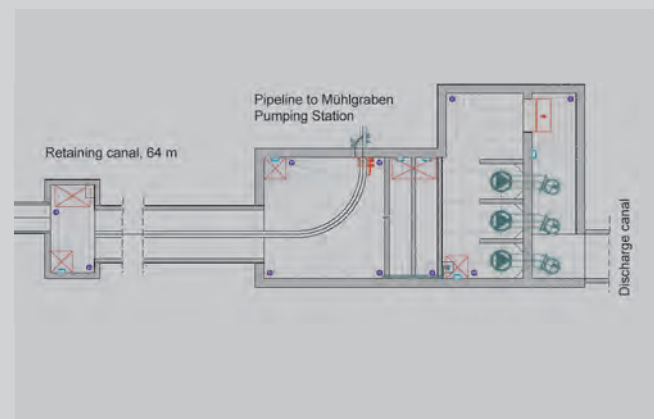 Pipeline to Mühlgraben
Pumping Station
Retaining canal, 64 m
Discharge canal